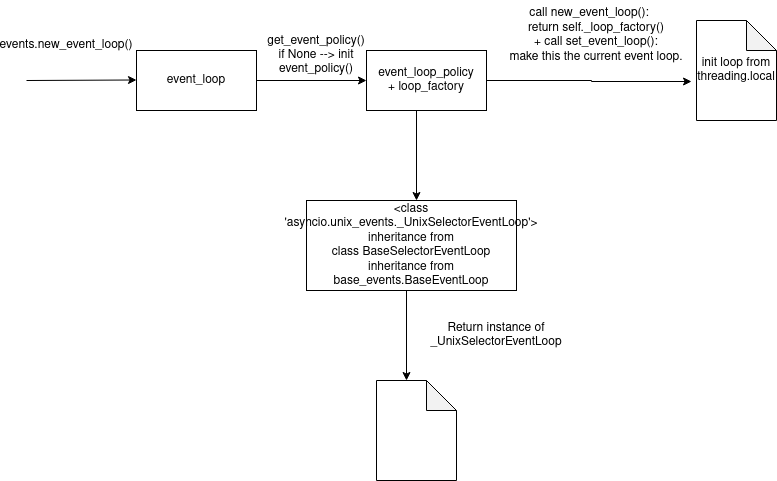 events.new_event_loop()
event_loop
get_event_policy()
if None --> init
event_policy()
event_loop_policy
+ loop_factory
call new_event_loop():
return self._loop_factory()
+ call set_event_loop():
make this the current event loop.
init loop from
threading.local
<class
'asyncio.unix_events._UnixSelectorEventLoop'>
inheritance from
class BaseSelectorEventLoop
inheritance from
base_events.BaseEventLoop
Return instance of
_UnixSelectorEventLoop